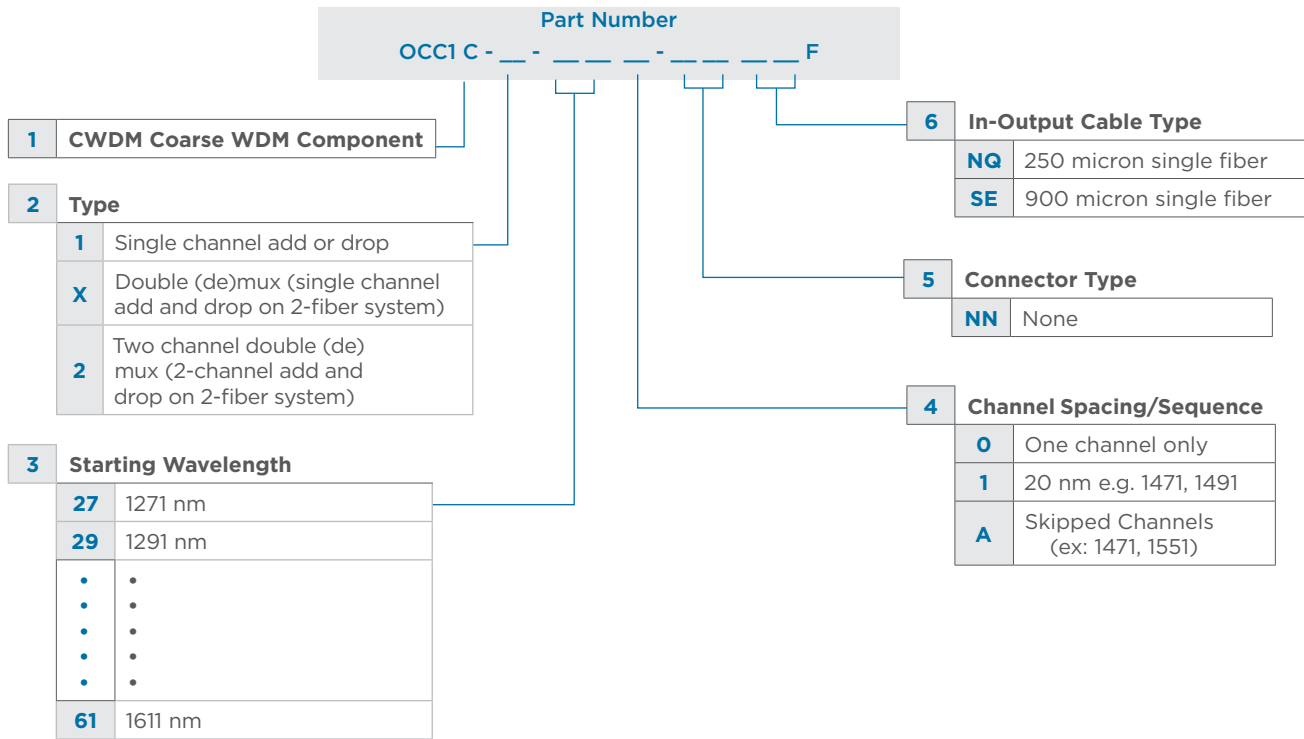 Part Number
OCC1 C - __ - __ __ __ - __ __ __ __ F
1 CWDM Coarse WDM Component
2 Type
1 Single channel add or drop
X Double (de)mux (single channel
add and drop on 2-fiber system)
2 Two channel double (de)
mux (2-channel add and
drop on 2-fiber system)
3 Starting Wavelength
27 1271 nm
29 1291 nm
• •
• •
• •
• •
• •
61 1611 nm
6 In-Output Cable Type
NQ 250 micron single fiber
SE 900 micron single fiber
5 Connector Type
NN None
4 Channel Spacing/Sequence
0 One channel only
1 20 nm e.g. 1471, 1491
A Skipped Channels
(ex: 1471, 1551)